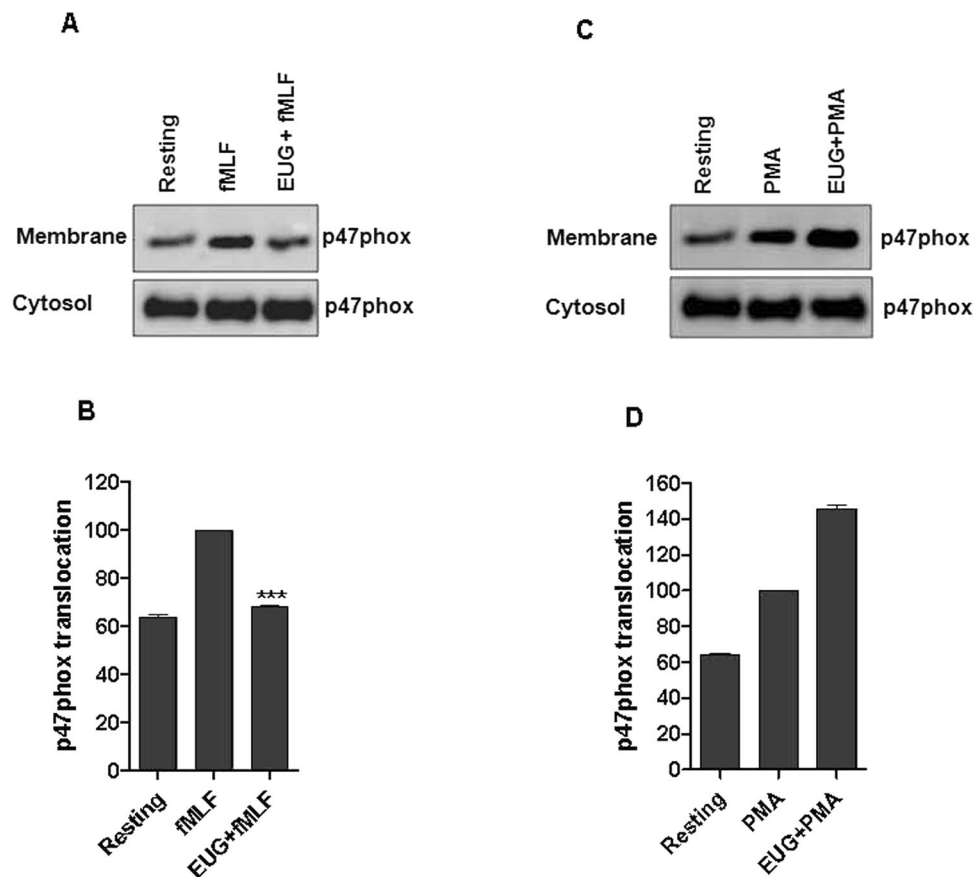 A
Resting
fMLF
EUG + fMLF
Membrane
p47phox
Cytosol
p47phox
B
p47phox translocation
120
100
80
60
40
20
0
***
Resting
fMLF
EUG+fMLF
C
Resting
PMA
EUG+PMA
Membrane
p47phox
Cytosol
p47phox
D
p47phox translocation
160
140
120
100
80
60
40
20
0
Resting
PMA
EUG+PMA